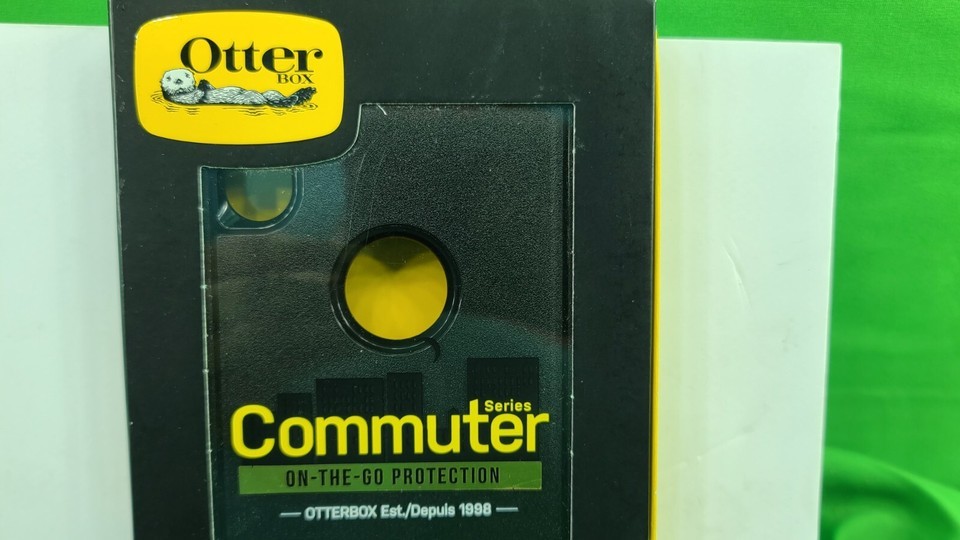 Otter
BOX
Series
Commuter
ON-THE-GO PROTECTION
OTTERBOX Est./Depuis 1998